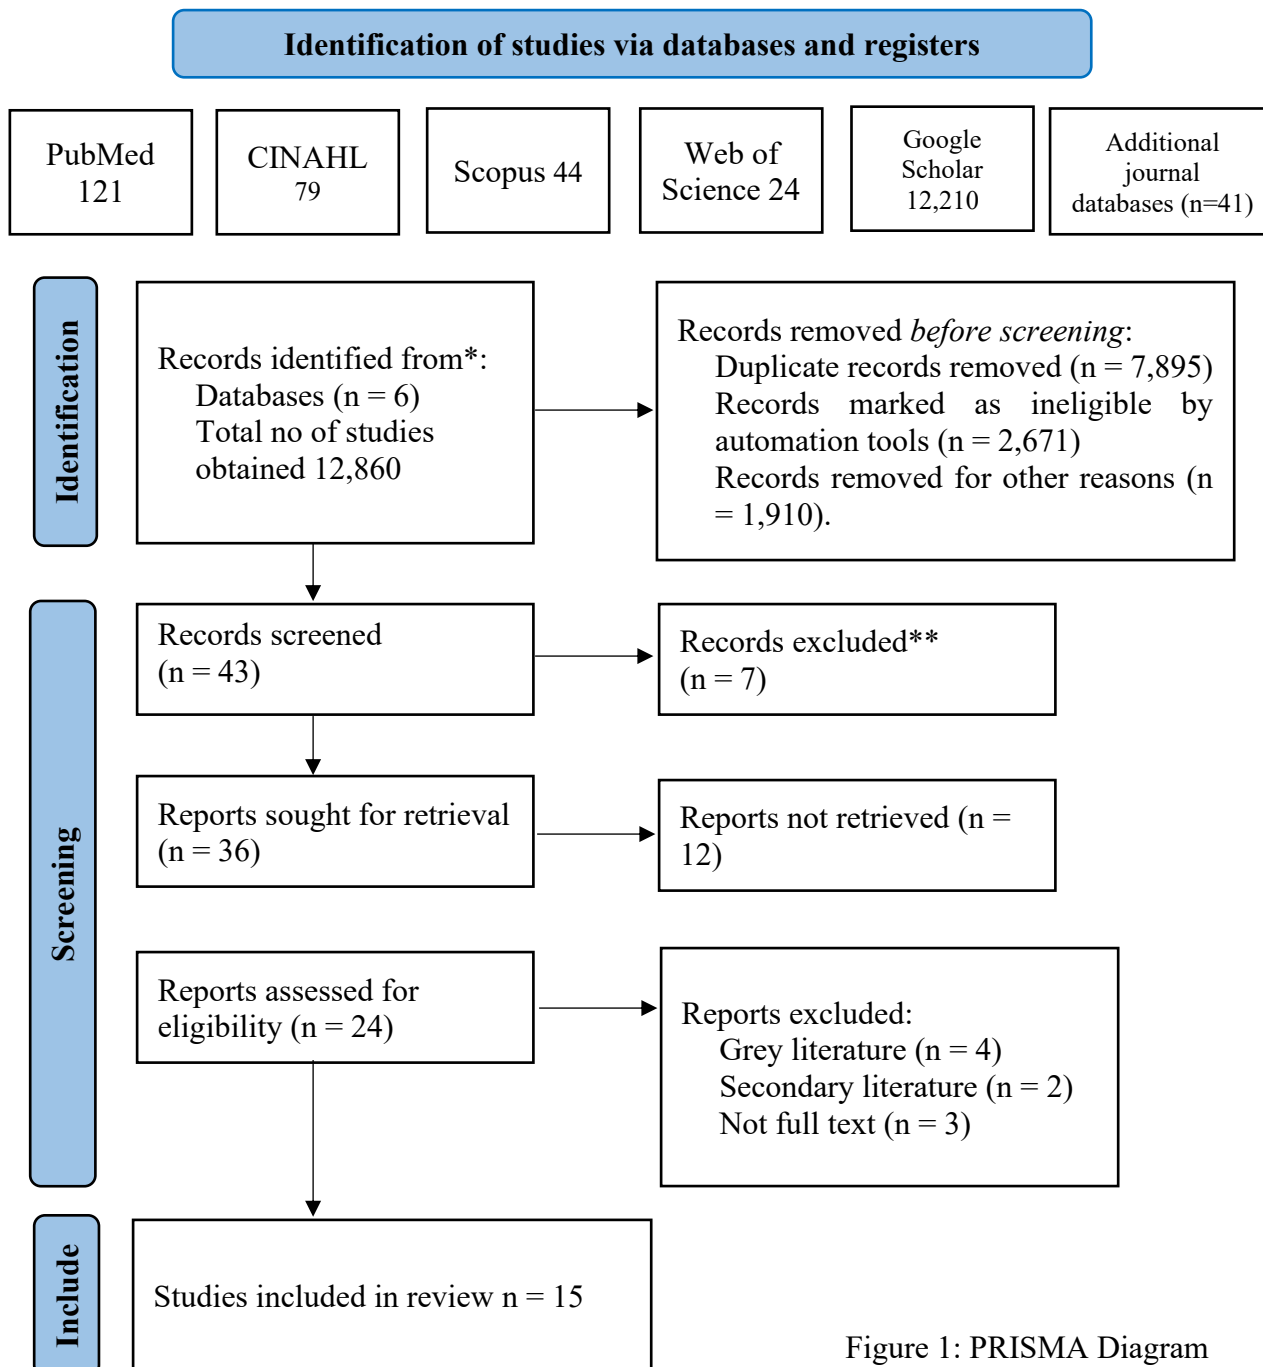 Identification of studies via databases and registers
PubMed
121
CINAHL
79
Scopus 44
Web of
Science 24
Google
Scholar
12,210
Additional
journal
databases (n=41)
Identification
Records identified from*:
Databases (n = 6)
Total no of studies
obtained 12,860
Records removed before screening:
Duplicate records removed (n = 7,895)
Records marked as ineligible by
automation tools (n = 2,671)
Records removed for other reasons (n
= 1,910).
Screening
Records screened
(n = 43)
Records excluded**
(n = 7)
Reports sought for retrieval
(n = 36)
Reports not retrieved (n =
12)
Reports assessed for
eligibility (n = 24)
Reports excluded:
Grey literature (n = 4)
Secondary literature (n = 2)
Not full text (n = 3)
Include
Studies included in review n = 15
Figure 1: PRISMA Diagram